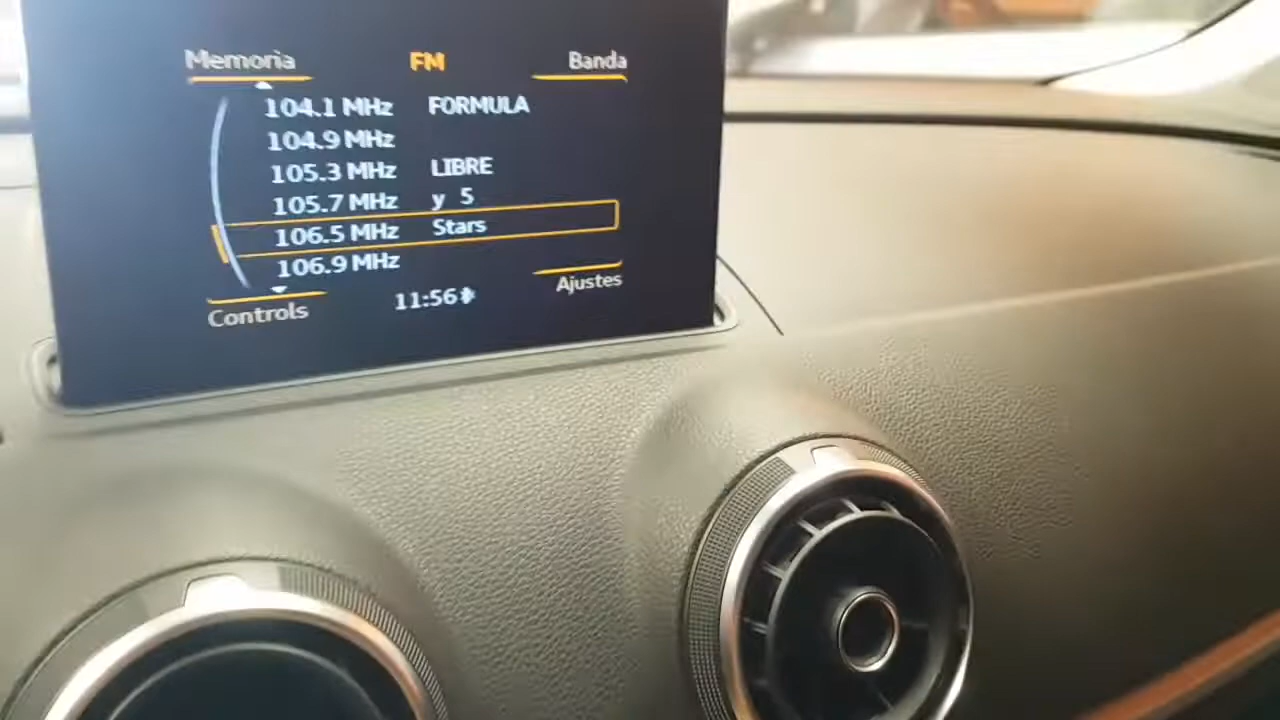 Memoria FM Banda
104.1 MHz FORMULA
104.9 MHz
105.3 MHz LIBRE
105.7 MHz y 5
106.5 MHz Stars
106.9 MHz
Controls 11:56 Ajustes